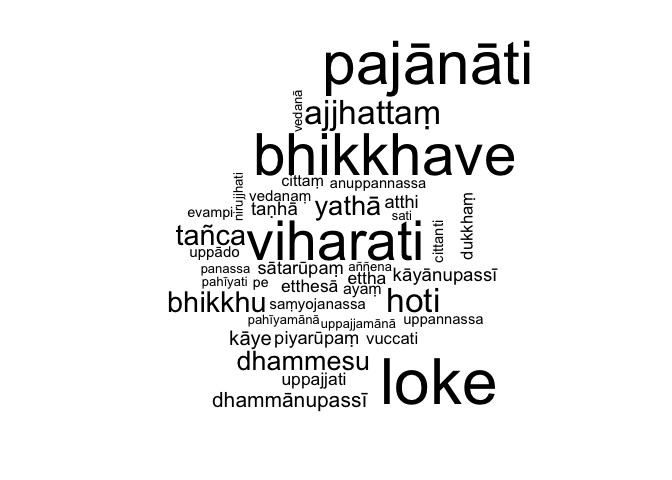 pajānāti
vedanā
ajjhattaṃ
bhikkhave
cittaṃ
anuppannassa
nirujjhati
vedanaṃ
atthi
evampi
taṇhā
yathā
sati
tañca
viharati
cittanti
dukkhaṃ
uppādo
panassa
sātarūpaṃ
aññena
pahīyati
pe
ettha
kāyānupassī
etthesā
ayaṃ
bhikkhu
saṃyojanassa
hoti
pahīyamānā
uppajjamānā
uppannassa
kāye
piyarūpaṃ
vuccati
dhammesu
uppajjati
loke
dhammānupassī